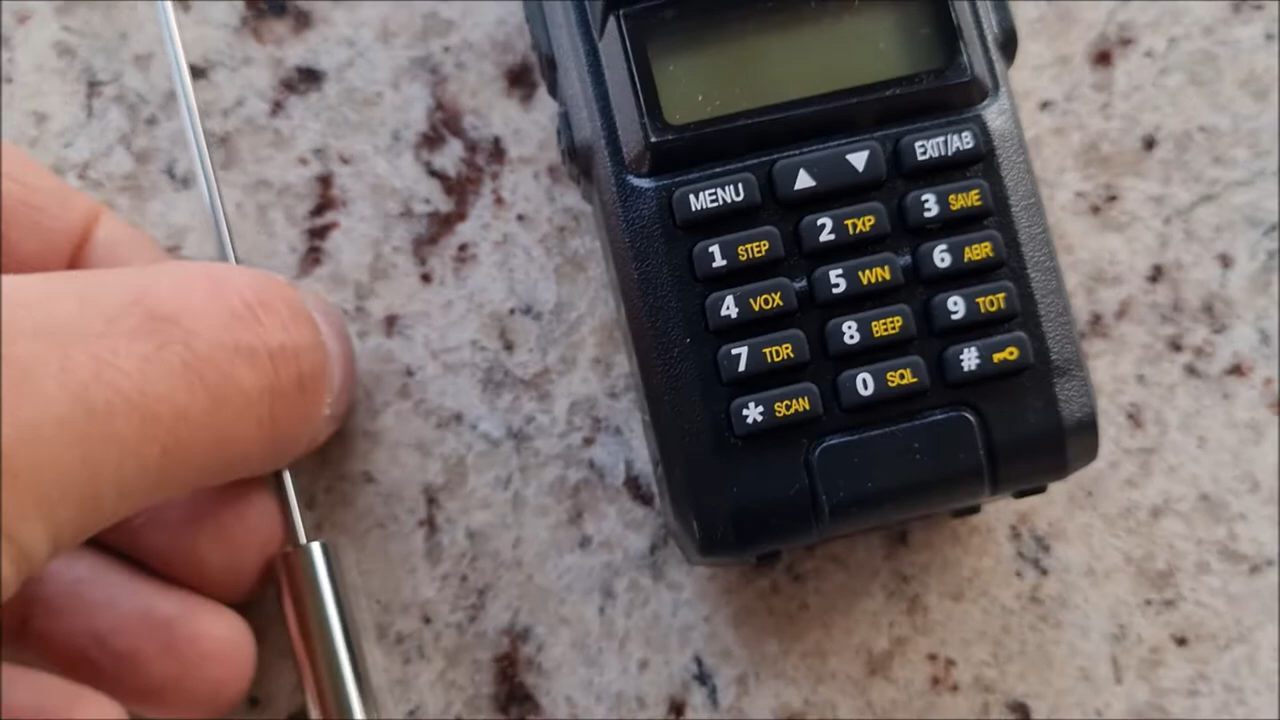 MENU ▲ ▼ EXIT/AB
1 STEP 2 TXP 3 SAVE
4 VOX 5 WN 6 ABR
7 TDR 8 BEEP 9 TOT
* SCAN 0 SQL #